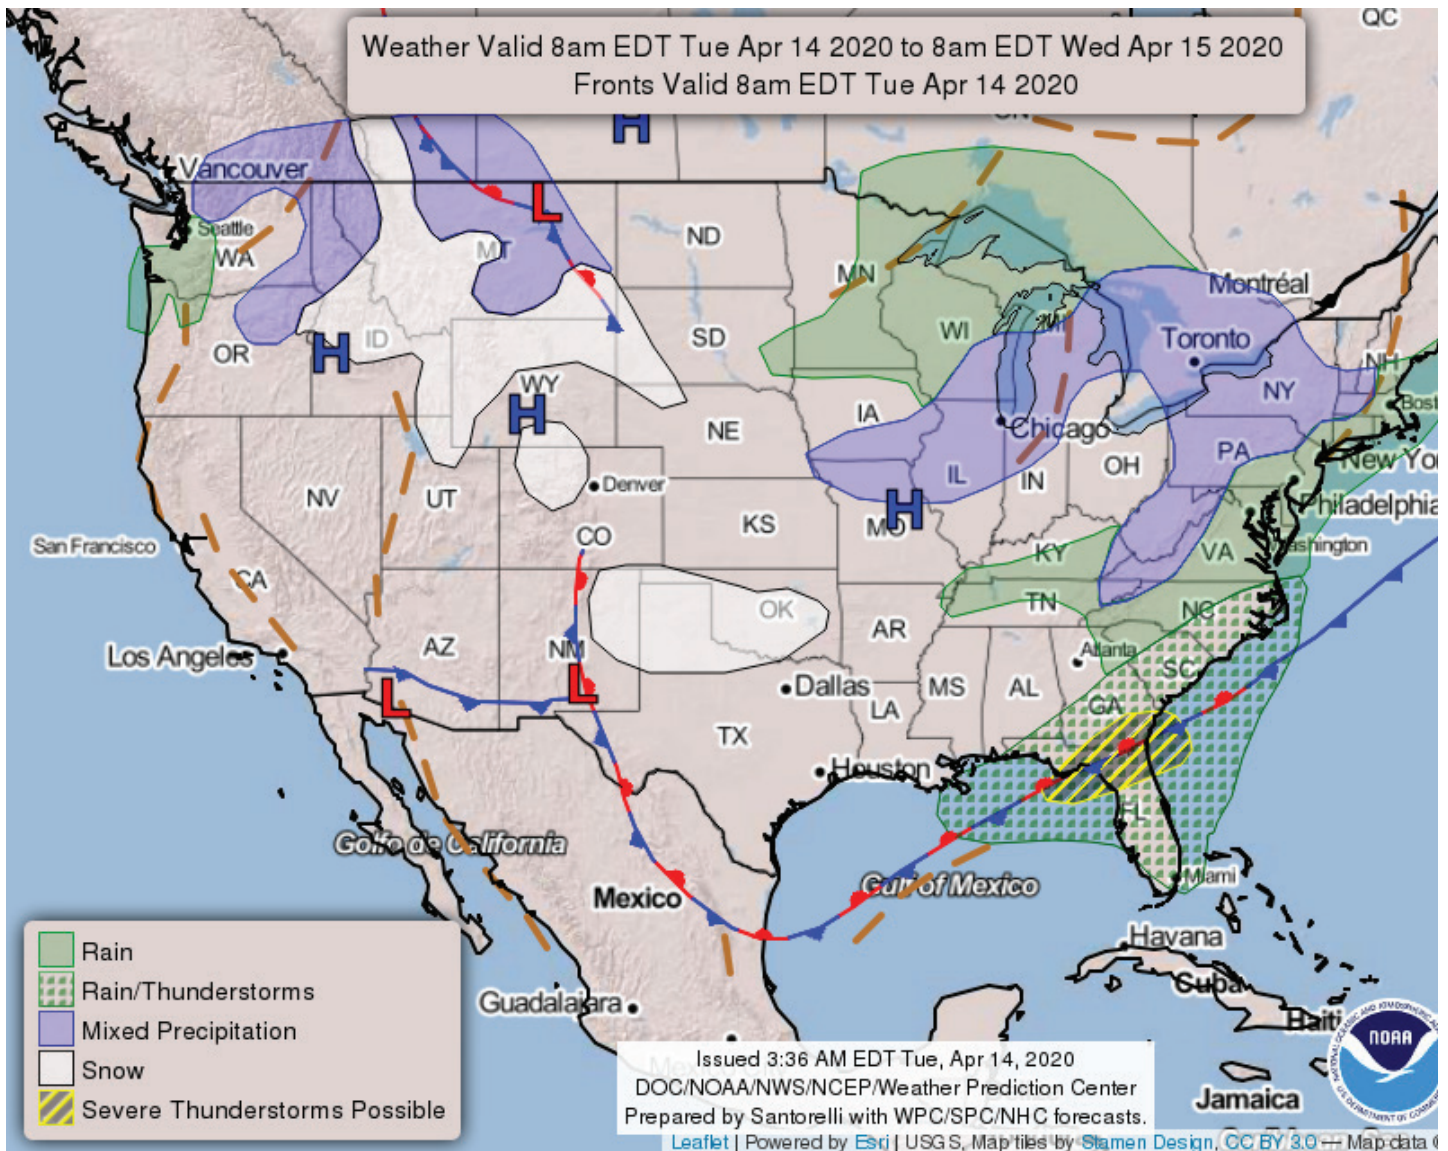 Weather Valid 8am EDT Tue Apr 14 2020 to 8am EDT Wed Apr 15 2020
Fronts Valid 8am EDT Tue Apr 14 2020
QC
H
Vancouver
Seattle
WA
L
MT
ND
MN
Montréal
OR
H
ID
SD
WI
MI
Toronto
NH
WY
H
NE
IA
NY
Bost
Chicago
PA
New Yo
NV
UT
Denver
IL
IN
OH
Philadelphia
San Francisco
CO
KS
MO
H
KY
VA
ashington
CA
OK
TN
NC
Los Angeles
AZ
NM
AR
Atlanta
SC
L
L
Dallas
LA
MS
AL
GA
TX
Houston
FL
Golfo de California
Gulf of Mexico
Miami
Mexico
Havana
Cuba
Guadalajara
Haiti
Jamaica
NOAA
Rain
Rain/Thunderstorms
Mixed Precipitation
Snow
Severe Thunderstorms Possible
Issued 3:36 AM EDT Tue, Apr 14, 2020
DOC/NOAA/NWS/NCEP/Weather Prediction Center
Prepared by Santorelli with WPC/SPC/NHC forecasts.
Leaflet | Powered by Esri | USGS, Map tiles by Stamen Design, CC BY 3.0 — Map data ©